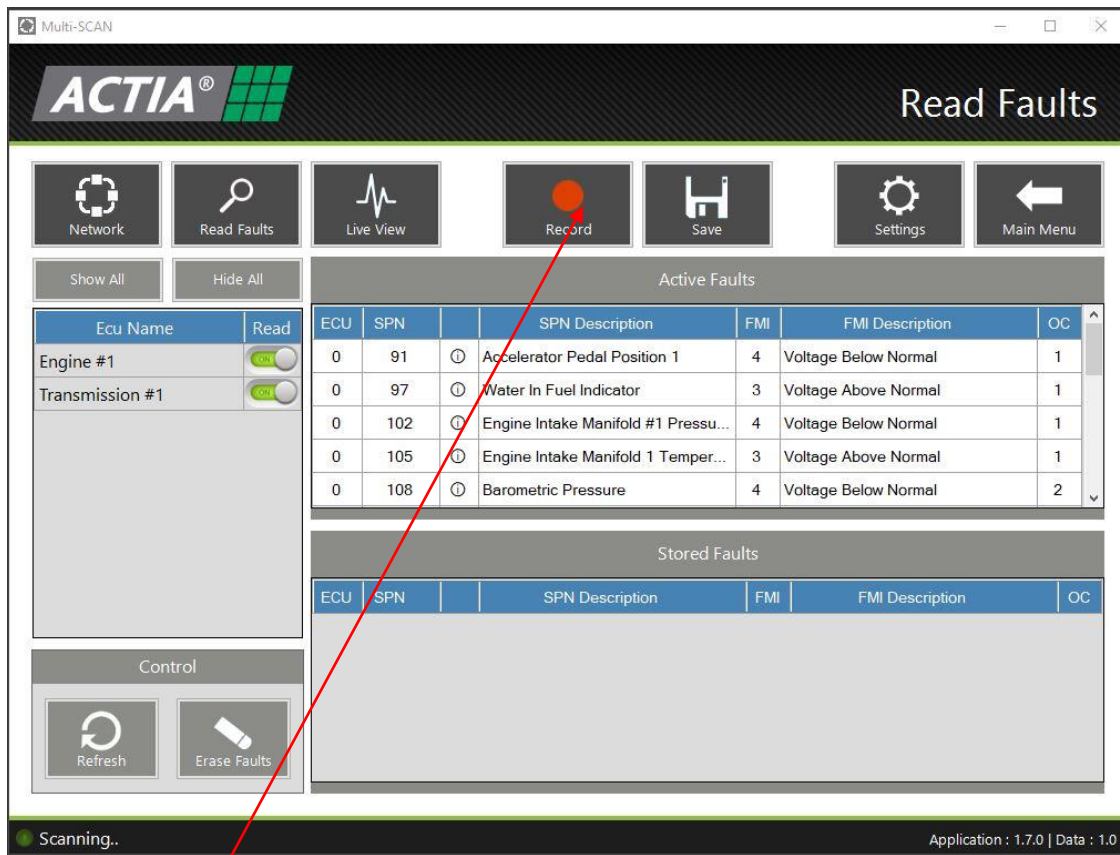 Multi-SCAN
ACTIA®
Read Faults
Network
Read Faults
Live View
Record
Save
Settings
Main Menu
Show All
Hide All
Ecu Name Read
Engine #1 ON
Transmission #1 ON
Active Faults
ECU SPN SPN Description FMI FMI Description OC
0 91 Accelerator Pedal Position 1 4 Voltage Below Normal 1
0 97 Water In Fuel Indicator 3 Voltage Above Normal 1
0 102 Engine Intake Manifold #1 Pressu... 4 Voltage Below Normal 1
0 105 Engine Intake Manifold 1 Temper... 3 Voltage Above Normal 1
0 108 Barometric Pressure 4 Voltage Below Normal 2
Stored Faults
ECU SPN SPN Description FMI FMI Description OC
Control
Refresh
Erase Faults
Scanning..
Application : 1.7.0 | Data : 1.0